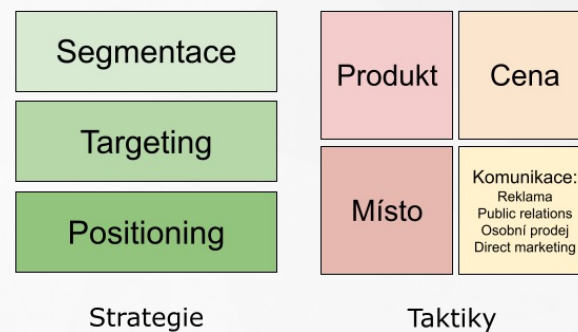 Segmentace
Targeting
Positioning
Strategie
Produkt
Cena
Místo
Komunikace:
Reklama
Public relations
Osobní prodej
Direct marketing
Taktiky